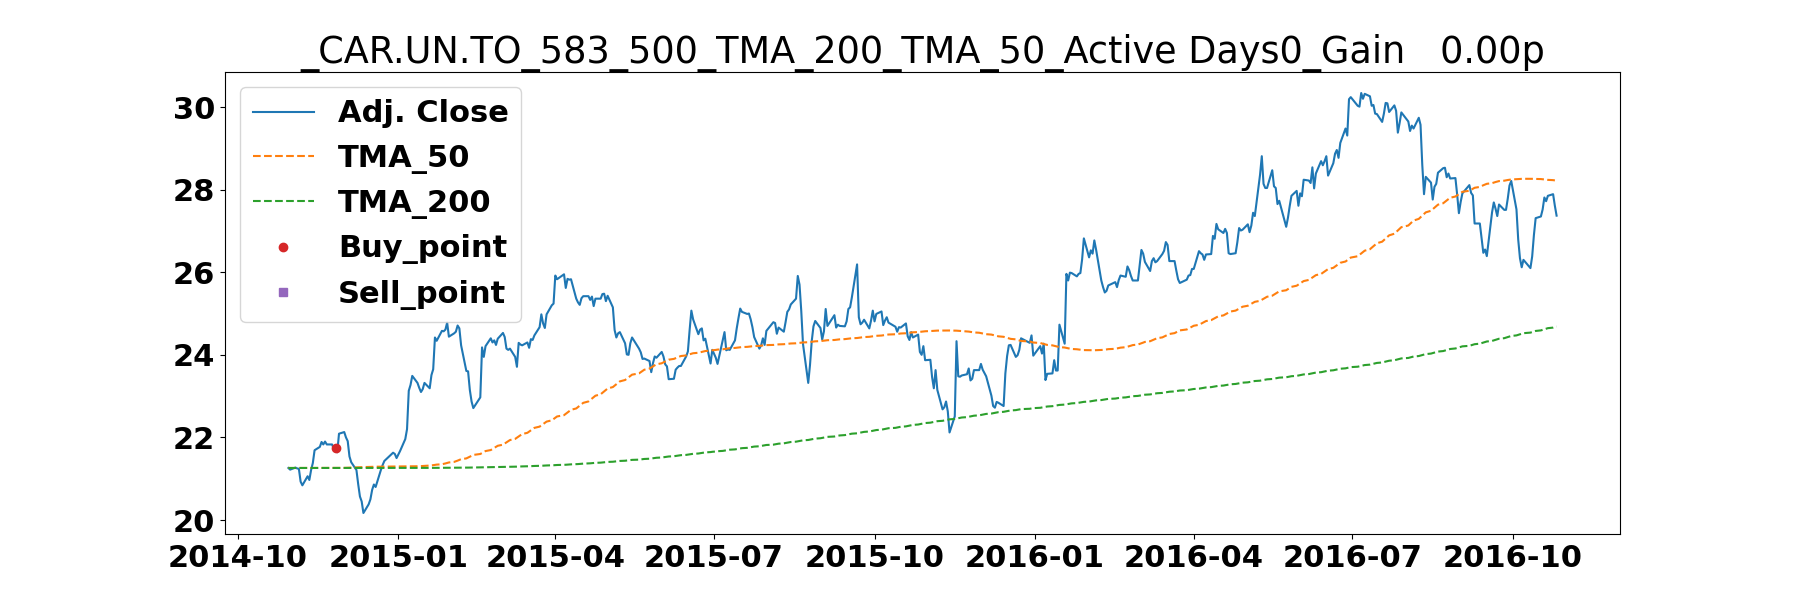 _CAR.UN.TO_583_500_TMA_200_TMA_50_Active Days0_Gain   0.00p
Adj. Close
TMA_50
TMA_200
Buy_point
Sell_point
30
28
26
24
22
20
2014-10 2015-01 2015-04 2015-07 2015-10 2016-01 2016-04 2016-07 2016-10